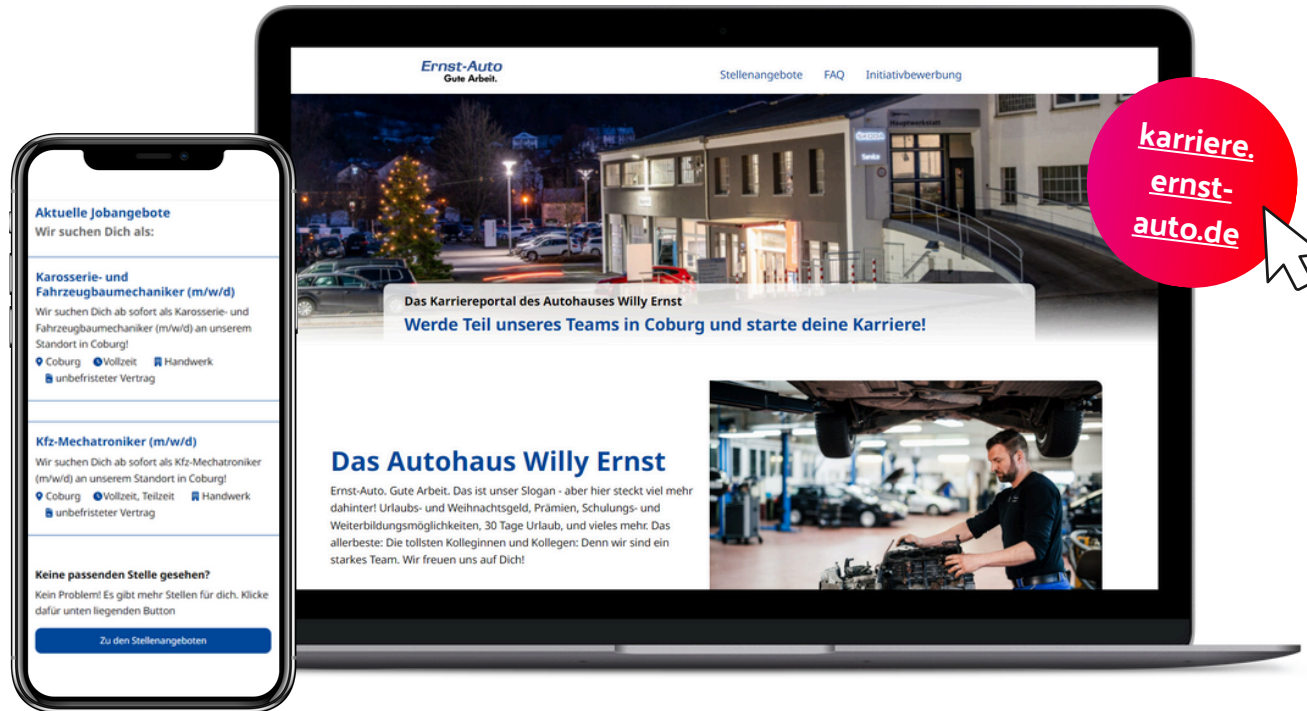 Ernst-Auto
Gute Arbeit.
Stellenangebote FAQ Initiativbewerbung
Hauptwerkstatt
ŠKODA
Service
karriere.
ernst-
auto.de
Das Karriereportal des Autohauses Willy Ernst
Werde Teil unseres Teams in Coburg und starte deine Karriere!
Das Autohaus Willy Ernst
Ernst-Auto. Gute Arbeit. Das ist unser Slogan - aber hier steckt viel mehr
dahinter! Urlaubs- und Weihnachtsgeld, Prämien, Schulungs- und
Weiterbildungsmöglichkeiten, 30 Tage Urlaub, und vieles mehr. Das
allerbeste: Die tollsten Kolleginnen und Kollegen: Denn wir sind ein
starkes Team. Wir freuen uns auf Dich!
Aktuelle Jobangebote
Wir suchen Dich als:
Karosserie- und
Fahrzeugbaumechaniker (m/w/d)
Wir suchen Dich ab sofort als Karosserie- und
Fahrzeugbaumechaniker (m/w/d) an unserem
Standort in Coburg!
Coburg Vollzeit Handwerk
unbefristeter Vertrag
Kfz-Mechatroniker (m/w/d)
Wir suchen Dich ab sofort als Kfz-Mechatroniker
(m/w/d) an unserem Standort in Coburg!
Coburg Vollzeit, Teilzeit Handwerk
unbefristeter Vertrag
Keine passenden Stelle gesehen?
Kein Problem! Es gibt mehr Stellen für dich. Klicke
dafür unten liegenden Button
Zu den Stellenangeboten